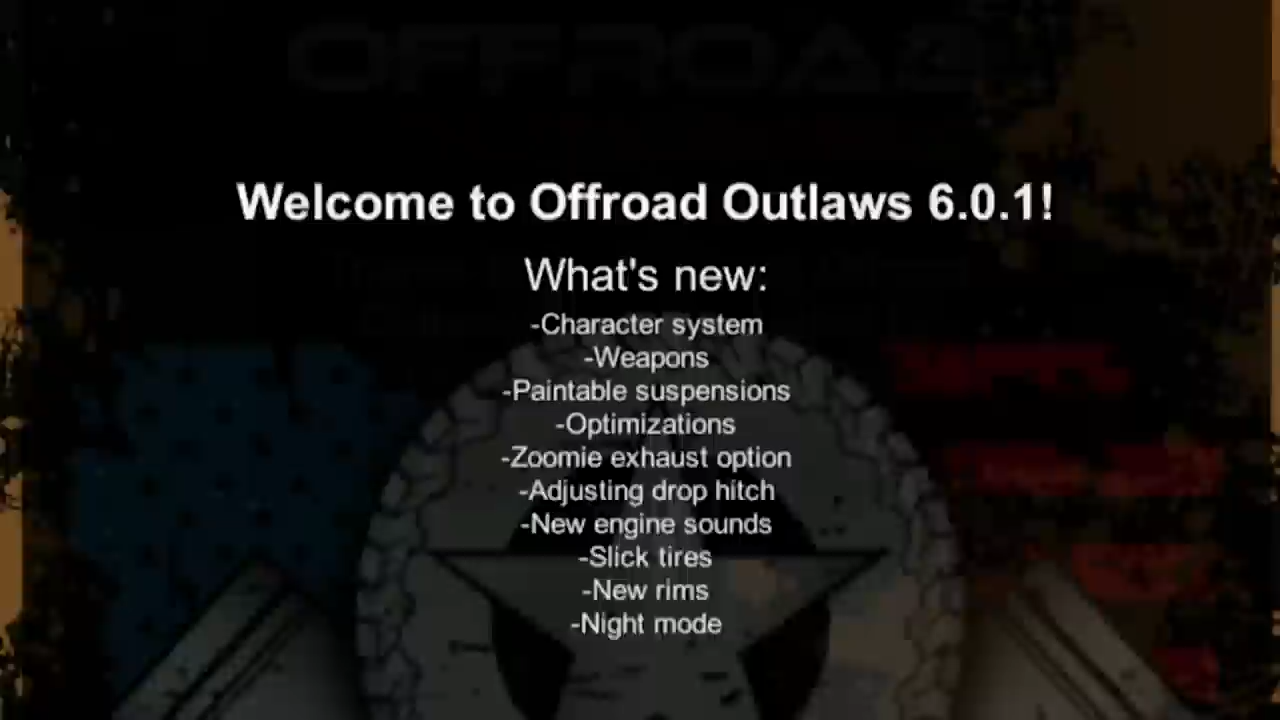 OFFROAD
Welcome to Offroad Outlaws 6.0.1!
What's new:
-Character system
-Weapons
-Paintable suspensions
-Optimizations
-Zoomie exhaust option
-Adjusting drop hitch
-New engine sounds
-Slick tires
-New rims
-Night mode